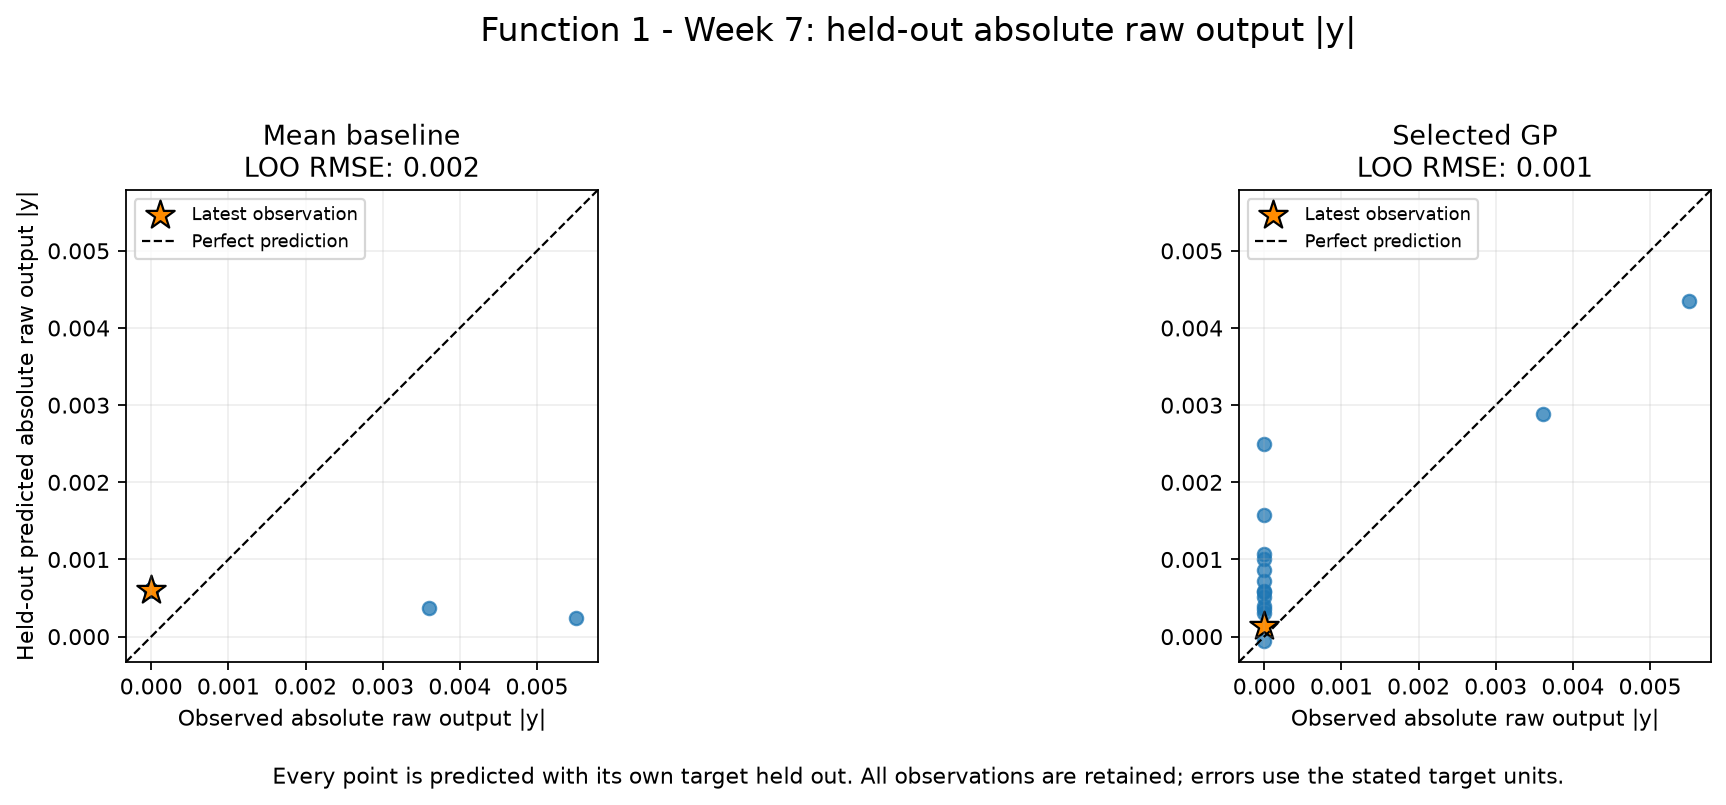 Function 1 - Week 7: held-out absolute raw output |y|
Mean baseline
LOO RMSE: 0.002
Held-out predicted absolute raw output |y|
Latest observation
Perfect prediction
0.005
0.004
0.003
0.002
0.001
0.000
0.000 0.001 0.002 0.003 0.004 0.005
Observed absolute raw output |y|
Selected GP
LOO RMSE: 0.001
Latest observation
Perfect prediction
0.005
0.004
0.003
0.002
0.001
0.000
0.000 0.001 0.002 0.003 0.004 0.005
Observed absolute raw output |y|
Every point is predicted with its own target held out. All observations are retained; errors use the stated target units.